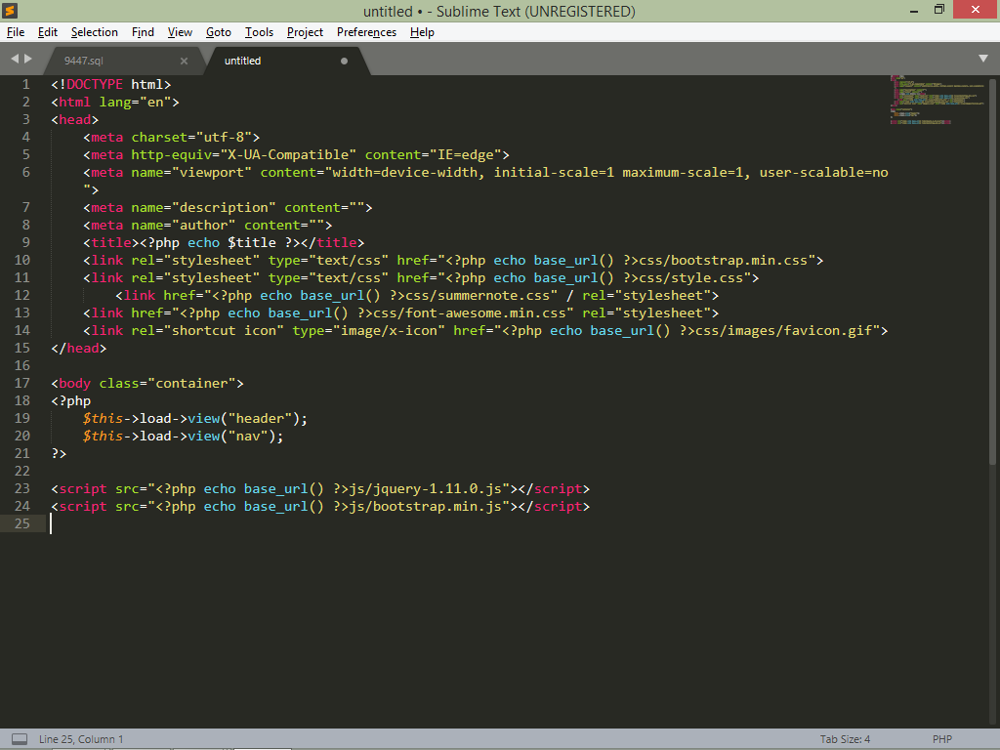 untitled • - Sublime Text (UNREGISTERED)
File Edit Selection Find View Goto Tools Project Preferences Help
9447.sql untitled
1 <!DOCTYPE html>
2 <html lang="en">
3 <head>
4 <meta charset="utf-8">
5 <meta http-equiv="X-UA-Compatible" content="IE=edge">
6 <meta name="viewport" content="width=device-width, initial-scale=1 maximum-scale=1, user-scalable=no
">
7 <meta name="description" content="">
8 <meta name="author" content="">
9 <title><?php echo $title ?></title>
10 <link rel="stylesheet" type="text/css" href="<?php echo base_url() ?>css/bootstrap.min.css">
11 <link rel="stylesheet" type="text/css" href="<?php echo base_url() ?>css/style.css">
12 <link href="<?php echo base_url() ?>css/summernote.css" / rel="stylesheet">
13 <link href="<?php echo base_url() ?>css/font-awesome.min.css" rel="stylesheet">
14 <link rel="shortcut icon" type="image/x-icon" href="<?php echo base_url() ?>css/images/favicon.gif">
15 </head>
16
17 <body class="container">
18 <?php
19 $this->load->view("header");
20 $this->load->view("nav");
21 ?>
22
23 <script src="<?php echo base_url() ?>js/jquery-1.11.0.js"></script>
24 <script src="<?php echo base_url() ?>js/bootstrap.min.js"></script>
25
Line 25, Column 1 Tab Size: 4 PHP